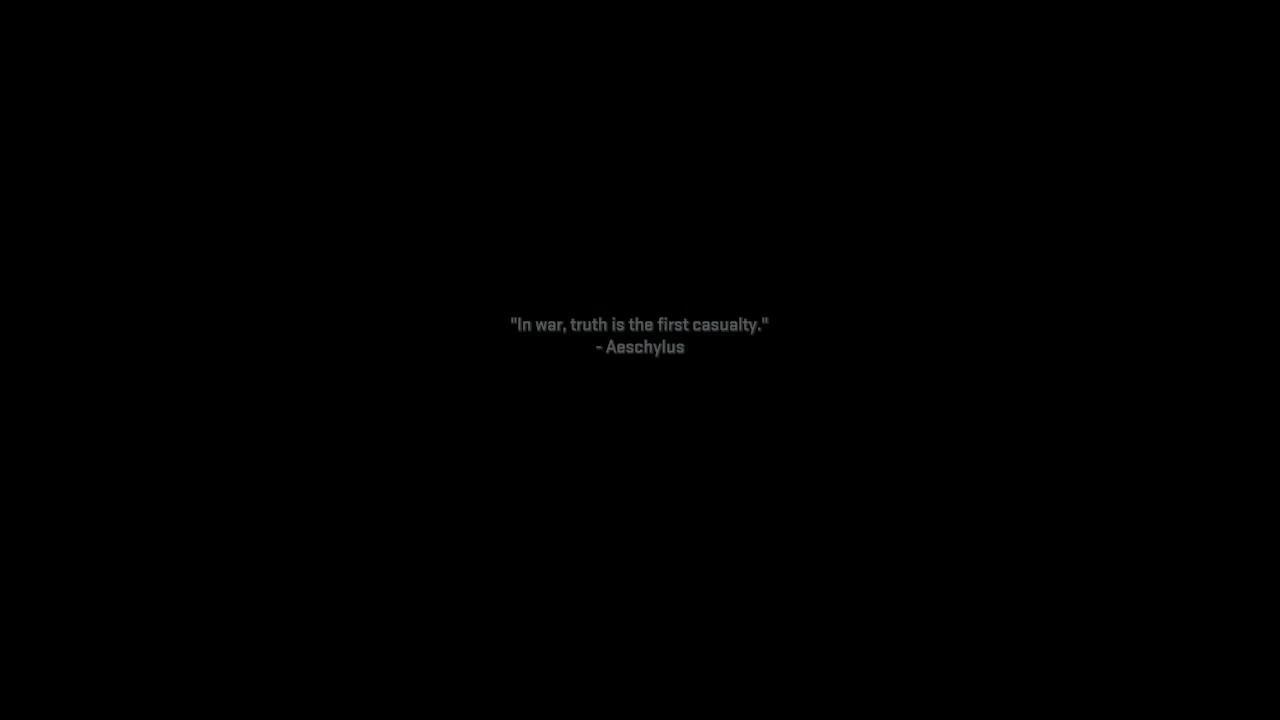 "In war, truth is the first casualty."
- Aeschylus